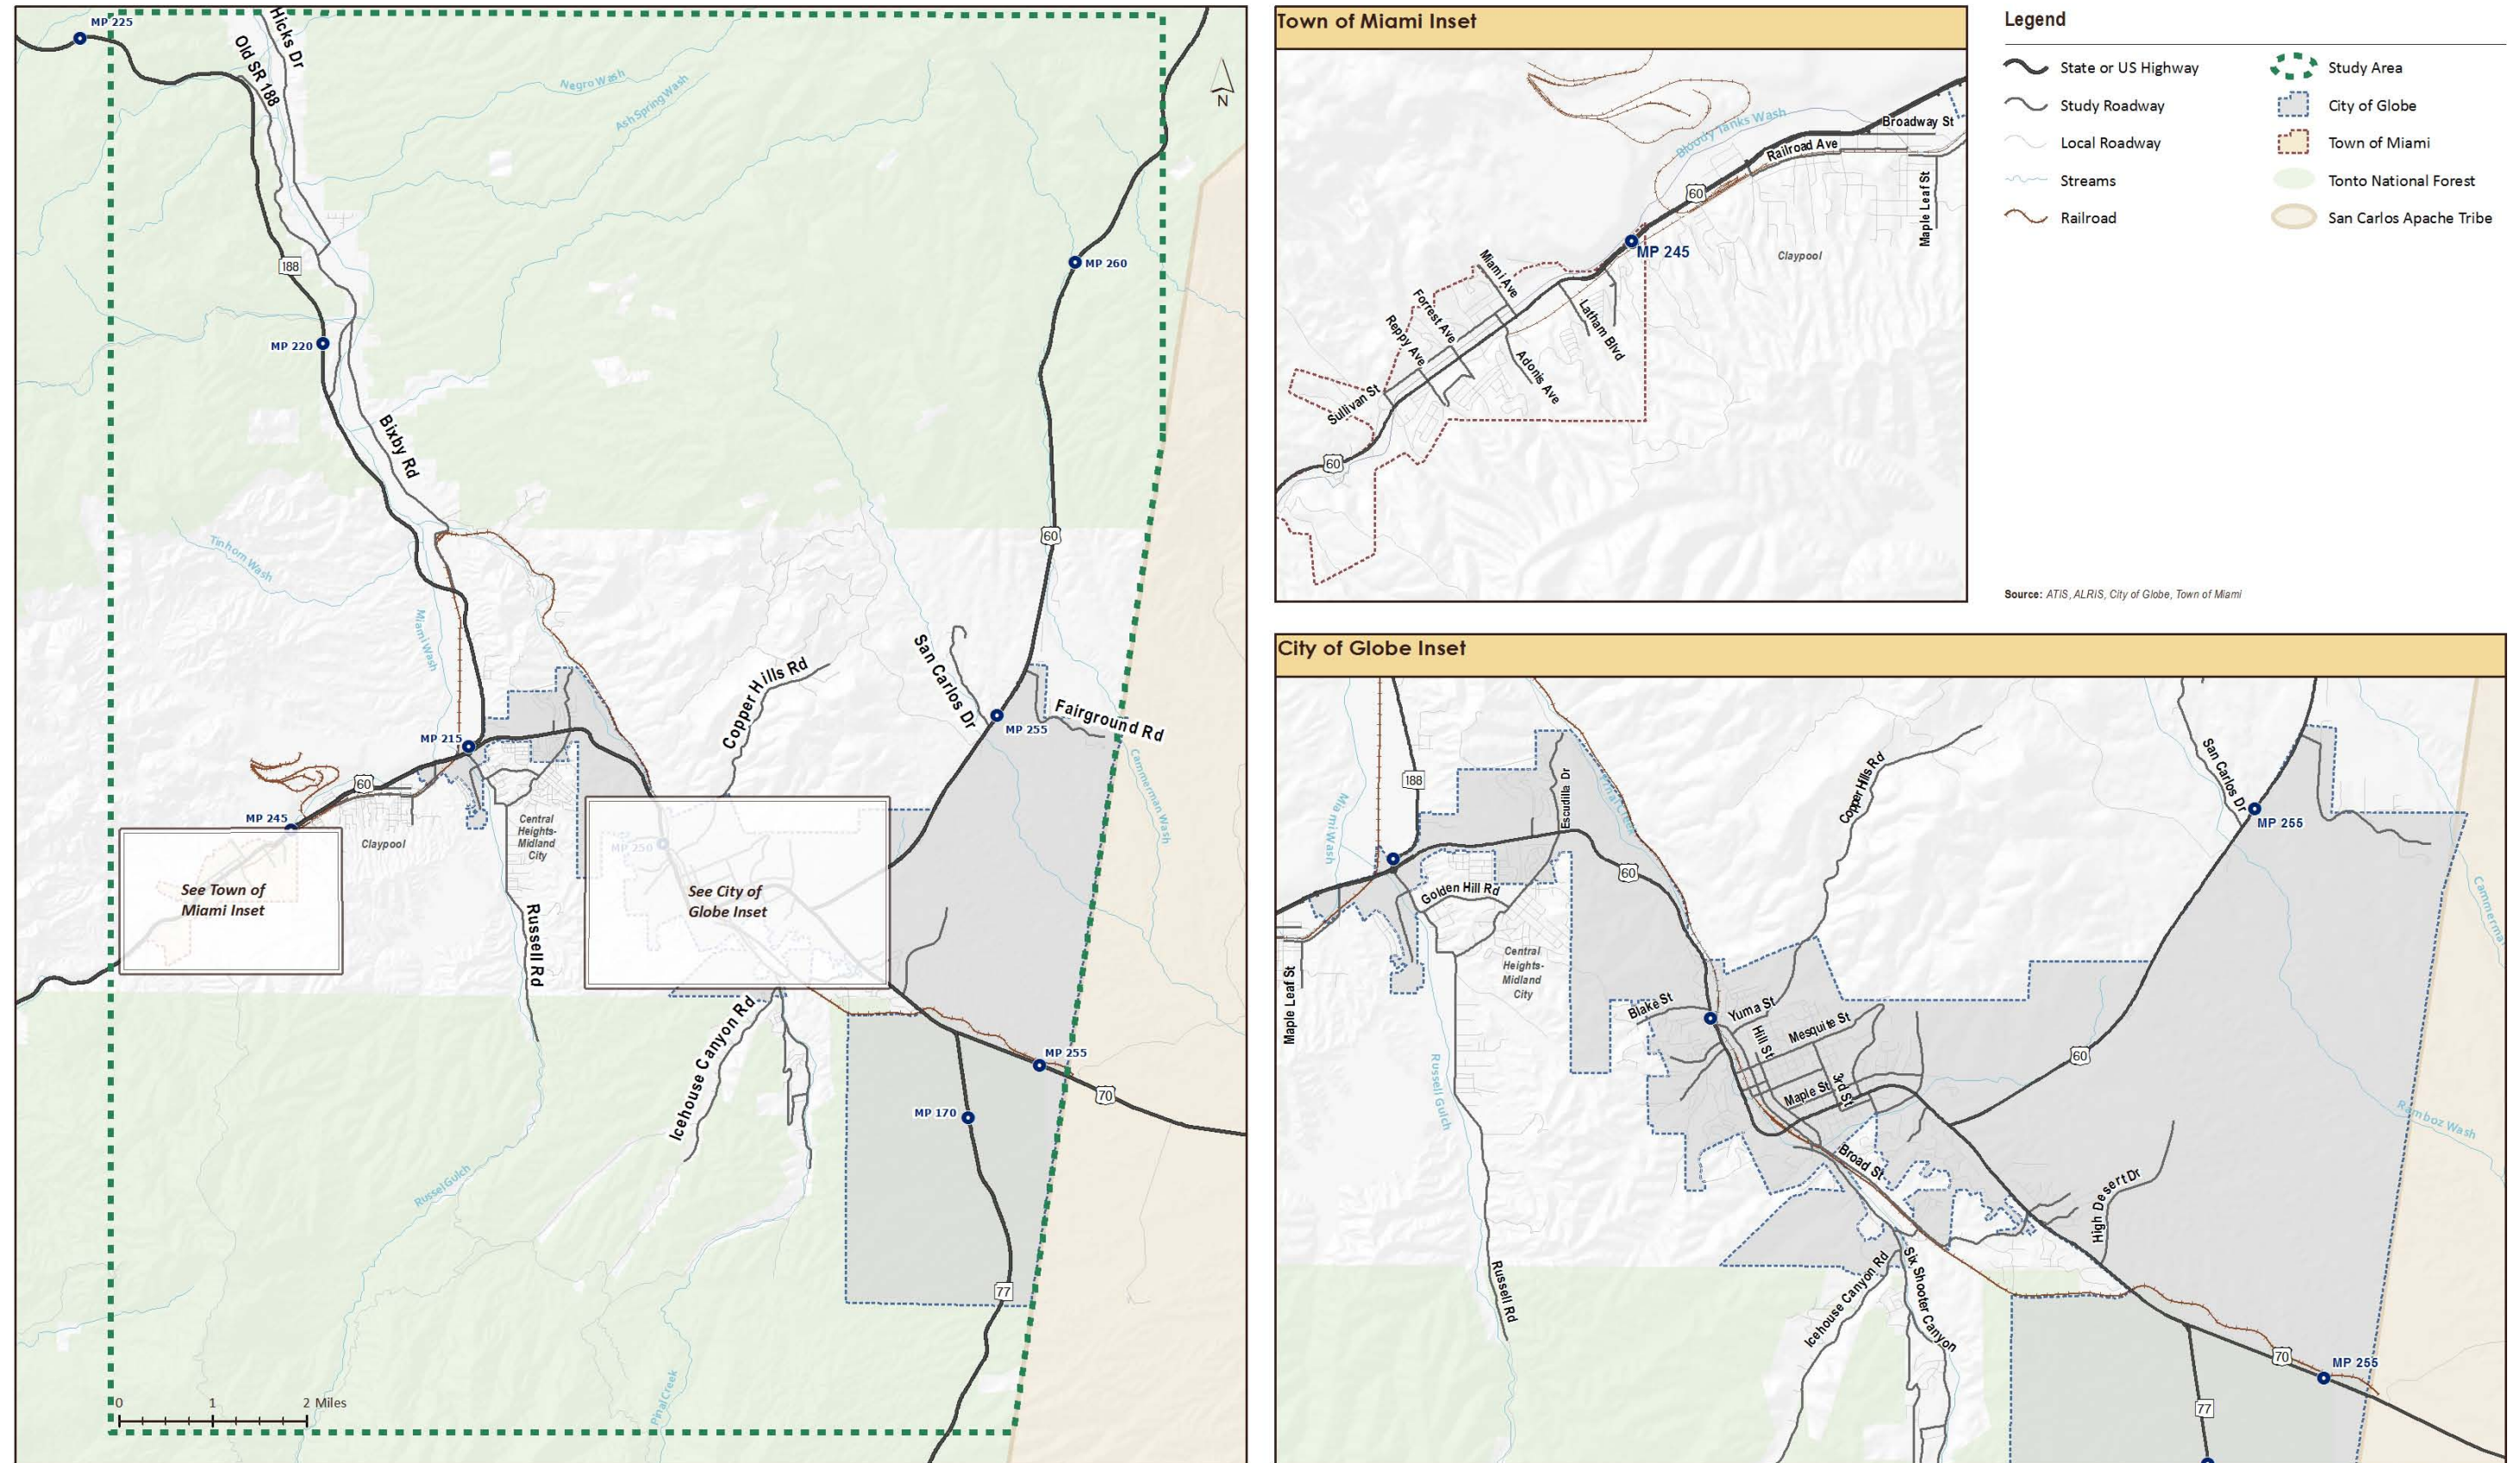 MP 225
Hicks Dr
Old SR 188
Negro Wash
Ash Spring Wash
N
188
MP 260
MP 220
Bixby Rd
60
Tinhorn Wash
Miami Wash
San Carlos Dr
Copper Hills Rd
MP 255
Fairground Rd
MP 215
Cammerman Wash
60
MP 245
Claypool
Central
Heights-
Midland
City
MP 250
See Town of
Miami Inset
See City of
Globe Inset
Russell Rd
Icehouse Canyon Rd
MP 255
70
MP 170
Russel Gulch
77
Pinal Creek
0 1 2 Miles
Town of Miami Inset
Broadway St
Bloody Tanks Wash
Railroad Ave
60
Maple Leaf St
MP 245
Claypool
Miami Ave
Forrest Ave
Reppy Ave
Latham Blvd
Adonis Ave
Sullivan St
60
Legend
State or US Highway
Study Roadway
Local Roadway
Streams
Railroad
Study Area
City of Globe
Town of Miami
Tonto National Forest
San Carlos Apache Tribe
Source: ATIS, ALRIS, City of Globe, Town of Miami
City of Globe Inset
188
Miami Wash
Escudilla Dr
Copper Hills Rd
San Carlos Dr
MP 255
60
Golden Hill Rd
Central
Heights-
Midland
City
Maple Leaf St
Blake St
Yuma St
Hill St
Mesquite St
Maple St
3rd St
60
Russel Gulch
Ramboz Wash
Broad St
High Desert Dr
Russell Rd
Icehouse Canyon Rd
Six Shooter Canyon
70
MP 255
77